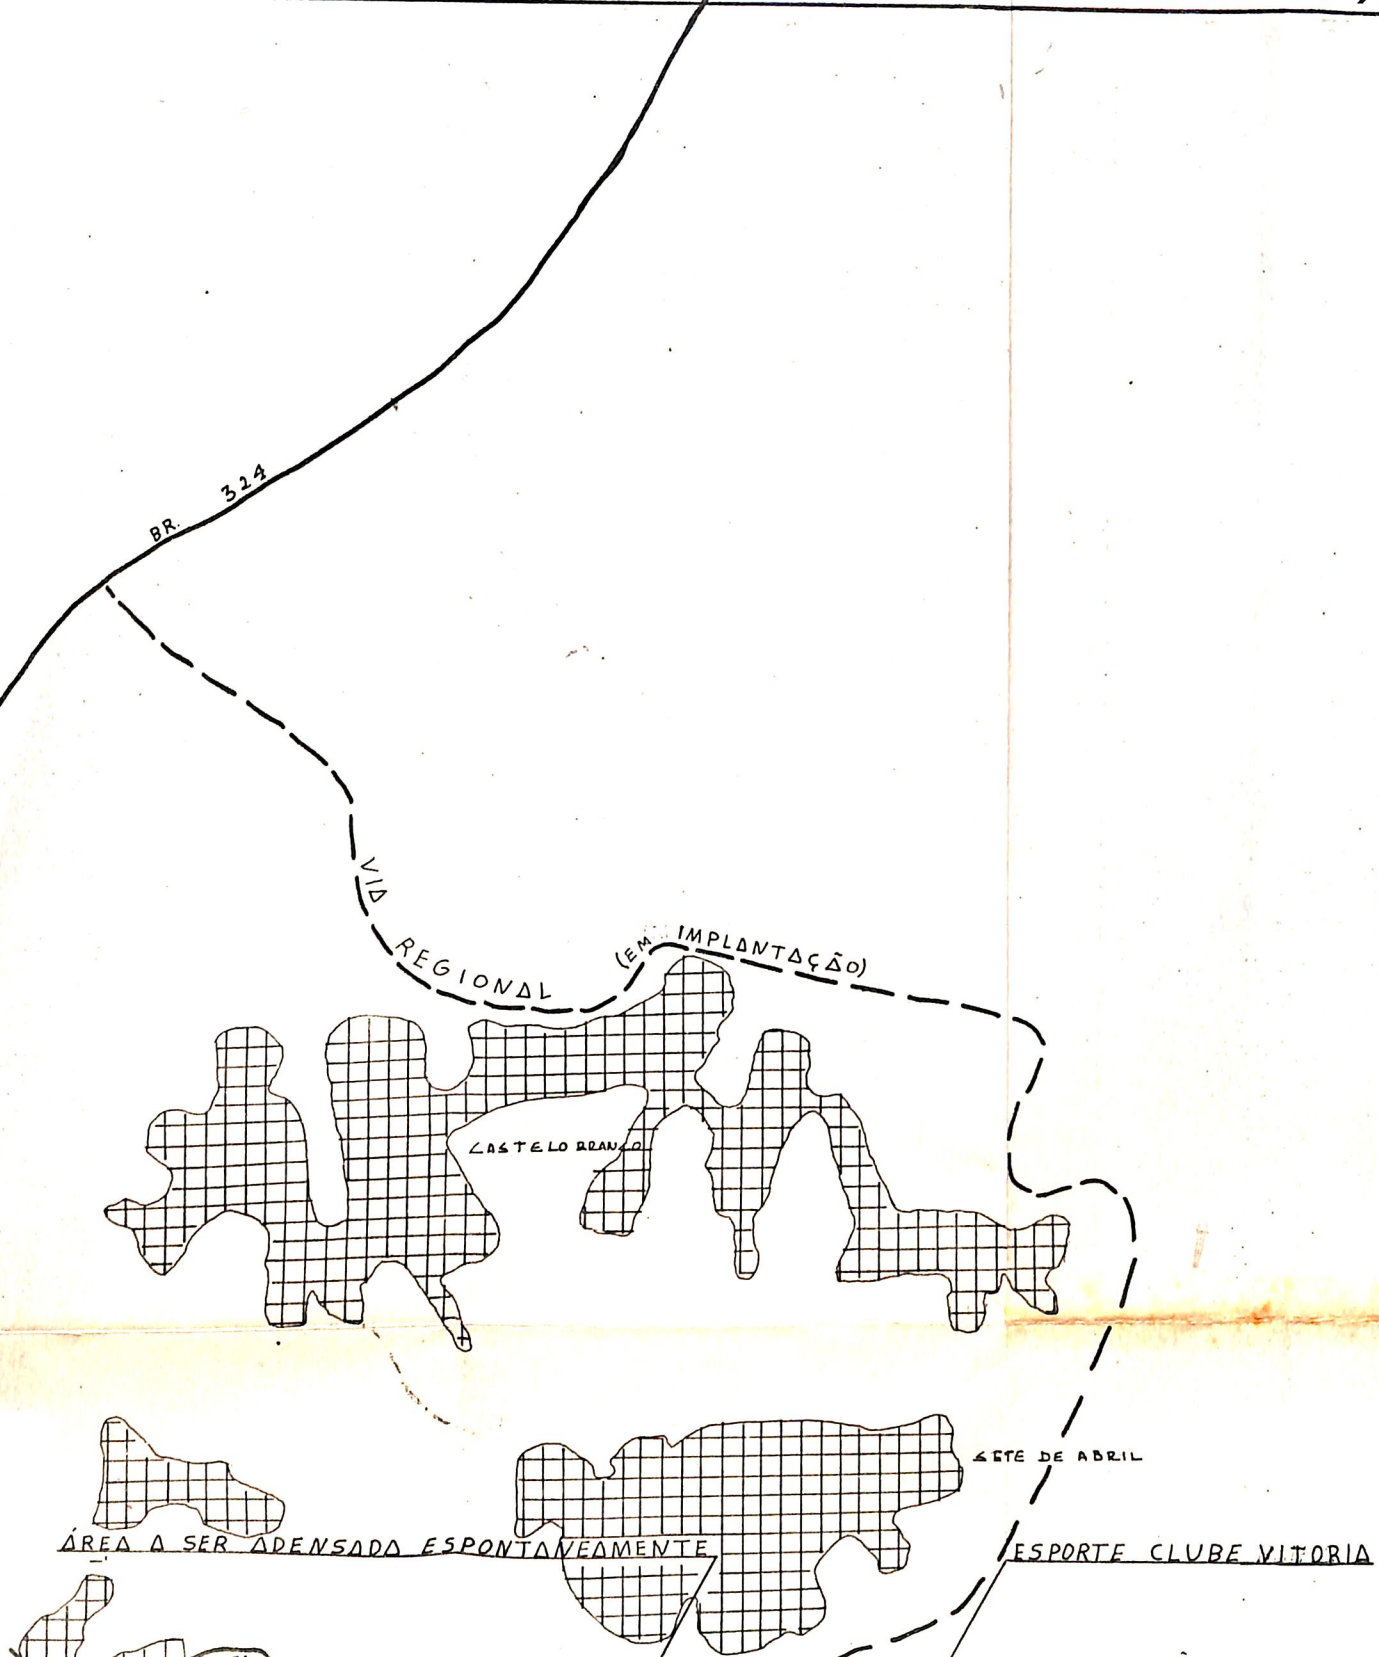 BR. 324
VIA REGIONAL (EM IMPLANTAÇÃO)
CASTELO BRANCO
SETE DE ABRIL
ÁREA A SER ADENSADA ESPONTANEAMENTE
ESPORTE CLUBE VITORIA